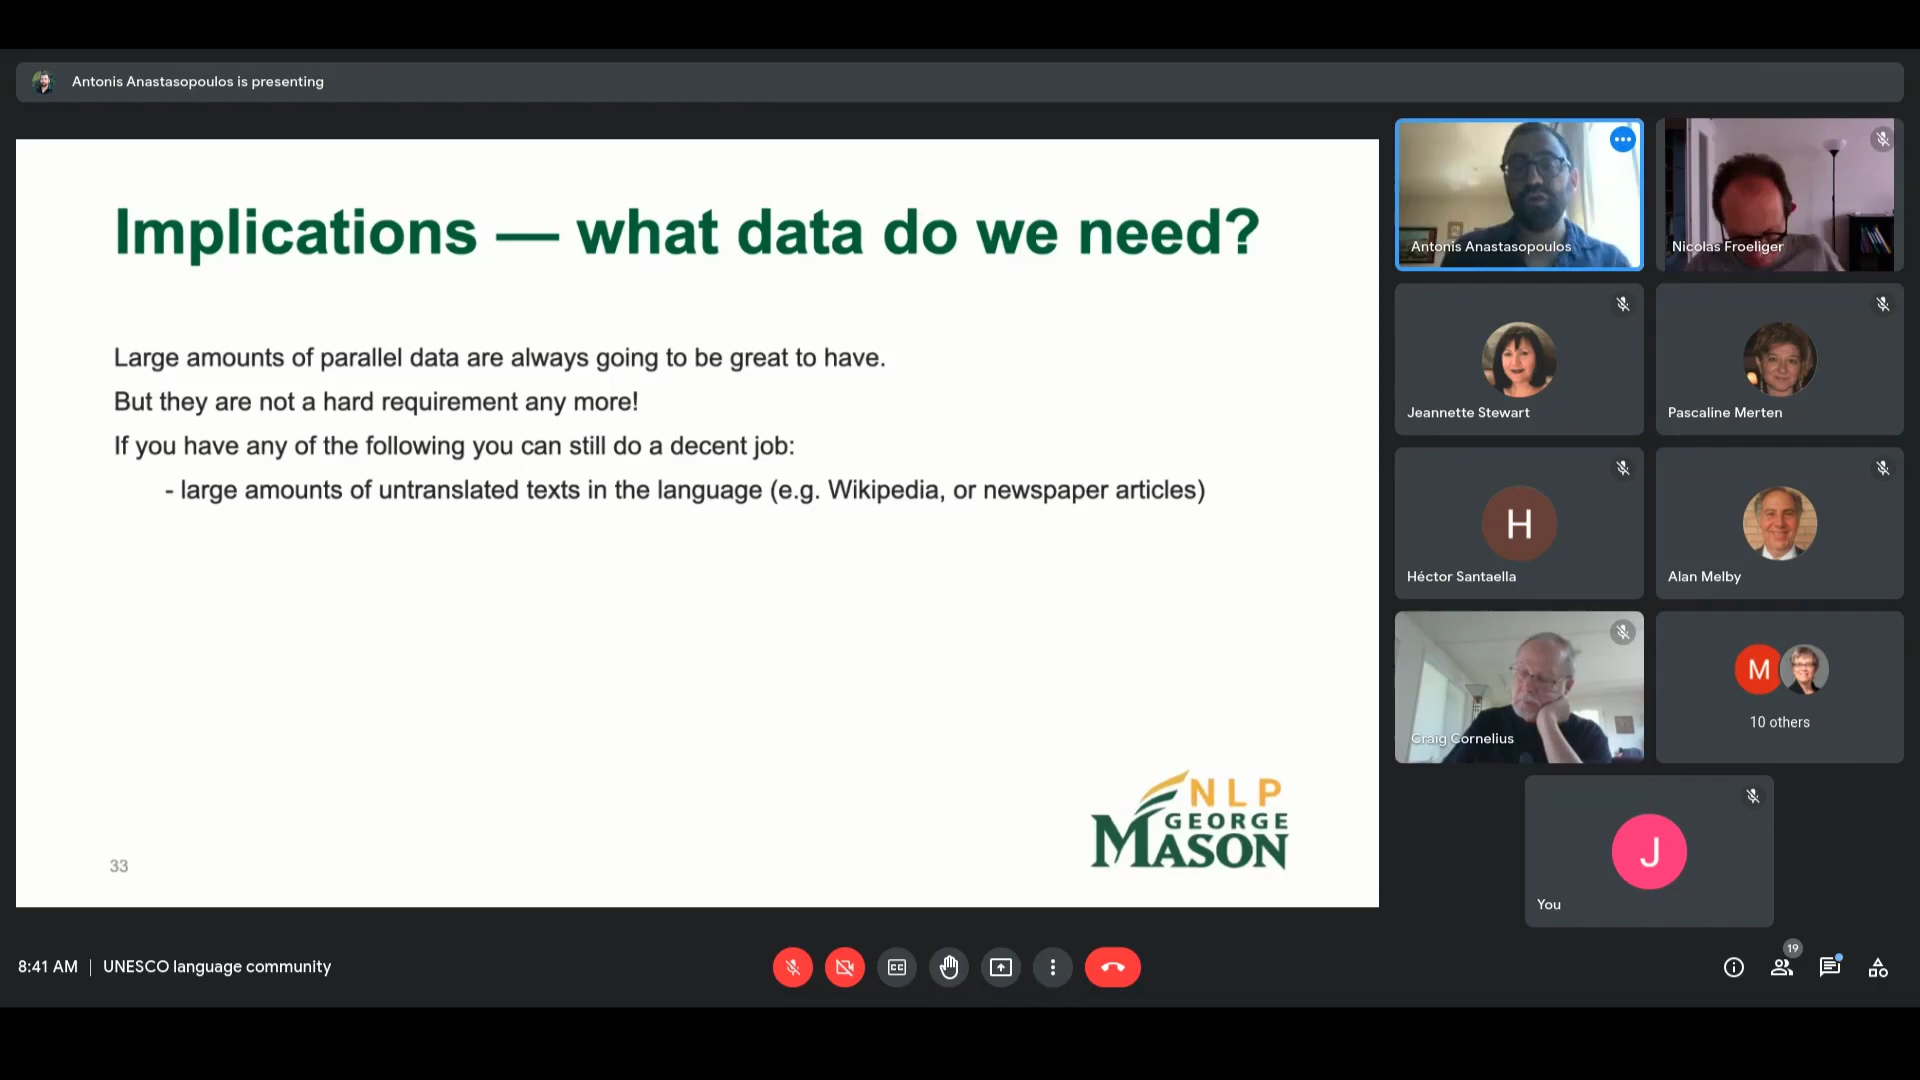 Antonis Anastasopoulos is presenting
Implications — what data do we need?
Large amounts of parallel data are always going to be great to have.
But they are not a hard requirement any more!
If you have any of the following you can still do a decent job:
- large amounts of untranslated texts in the language (e.g. Wikipedia, or newspaper articles)
33
NLP
GEORGE
MASON
Antonis Anastasopoulos
Nicolas Froeliger
Jeannette Stewart
Pascaline Merten
H
Héctor Santaella
Alan Melby
Craig Cornelius
M
10 others
J
You
8:41 AM | UNESCO language community
19